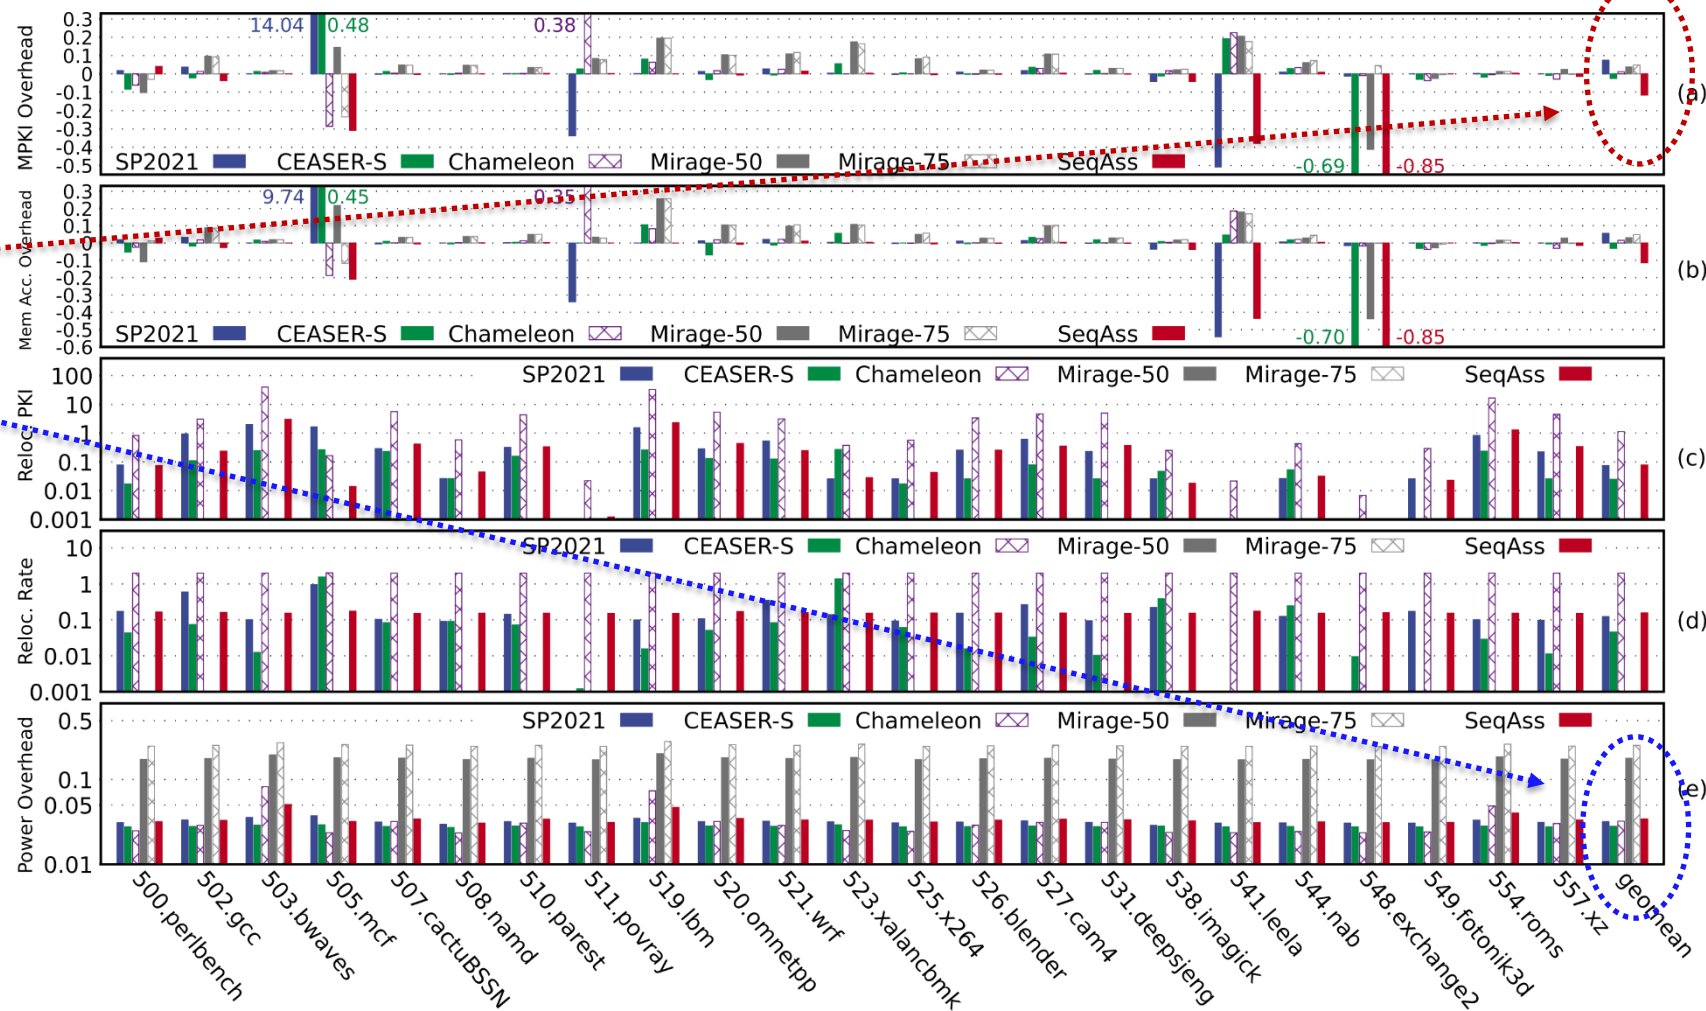 0.3
0.2
0.1
0
-0.1
-0.2
-0.3
-0.4
-0.5
MPKI Overhead
14.04 0.48 0.38
SP2021 CEASER-S Chameleon Mirage-50 Mirage-75 SeqAss
-0.69 -0.85
(a)
0.3
0.2
0.1
0
-0.1
-0.2
-0.3
-0.4
-0.5
-0.6
Mem Acc. Overhead
9.74 0.45 0.35
SP2021 CEASER-S Chameleon Mirage-50 Mirage-75 SeqAss
-0.70 -0.85
(b)
100
10
1
0.1
0.01
0.001
Reloc. PKI
SP2021 CEASER-S Chameleon Mirage-50 Mirage-75 SeqAss
(c)
10
1
0.1
0.01
0.001
Reloc. Rate
SP2021 CEASER-S Chameleon Mirage-50 Mirage-75 SeqAss
(d)
0.5
0.1
0.05
0.01
Power Overhead
SP2021 CEASER-S Chameleon Mirage-50 Mirage-75 SeqAss
(e)
500.perlbench
502.gcc
503.bwaves
505.mcf
507.cactuBSSN
508.namd
510.parest
511.povray
519.lbm
520.omnetpp
521.wrf
523.xalancbmk
525.x264
526.blender
527.cam4
531.deepsjeng
538.imagick
541.leela
544.nab
548.exchange2
549.fotonik3d
554.roms
557.xz
geomean